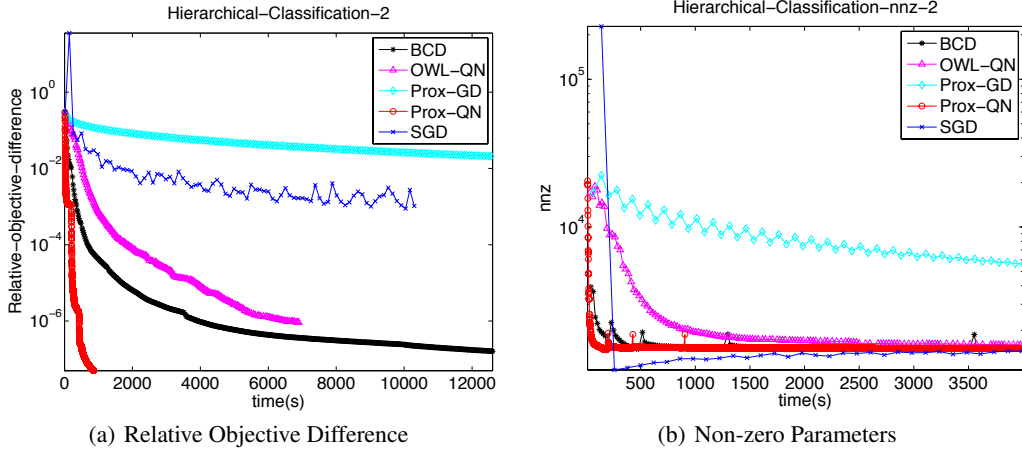 Hierarchical-Classification-2
Relative-objective-difference
10^0
10^-2
10^-4
10^-6
0
2000
4000
6000
8000
10000
12000
time(s)
BCD
OWL-QN
Prox-GD
Prox-QN
SGD
(a) Relative Objective Difference
Hierarchical-Classification-nnz-2
nnz
10^5
10^4
500
1000
1500
2000
2500
3000
3500
time(s)
BCD
OWL-QN
Prox-GD
Prox-QN
SGD
(b) Non-zero Parameters